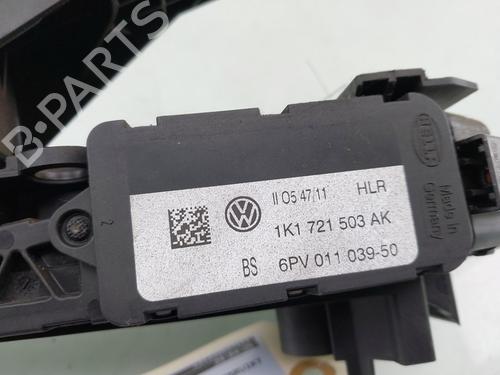 B-PARTS
II 05 47/11 HLR
1K1 721 503 AK
BS 6PV 011 039-50
HELLA
Made in
Germany
2